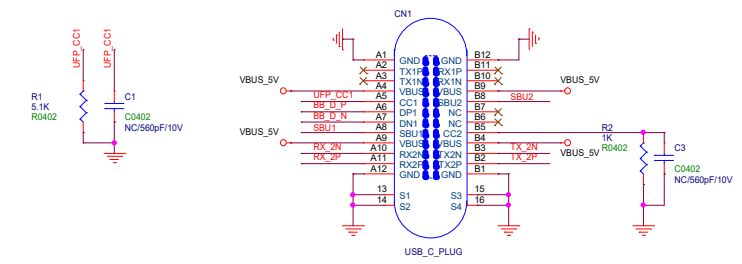 CN1
UFP_CC1
UFP_CC1
R1
5.1K
R0402
C1
C0402
NC/560pF/10V
A1 GND GND B12
A2 TX1P RX1P B11
A3 TX1N RX1N B10
VBUS_5V A4 VBUS VBUS B9 VBUS_5V
UFP_CC1 A5 CC1 SBU2 B8 SBU2
BB_D_P A6 DP1 NC B7
BB_D_N A7 DN1 NC B6
SBU1 A8 SBU1 CC2 B5
VBUS_5V A9 VBUS VBUS B4 VBUS_5V
RX_2N A10 RX2N TX2N B3 TX_2N
RX_2P A11 RX2P TX2P B2 TX_2P
A12 GND GND B1
13 S1 S3 15
14 S2 S4 16
R2
1K
R0402
C3
C0402
NC/560pF/10V
USB_C_PLUG